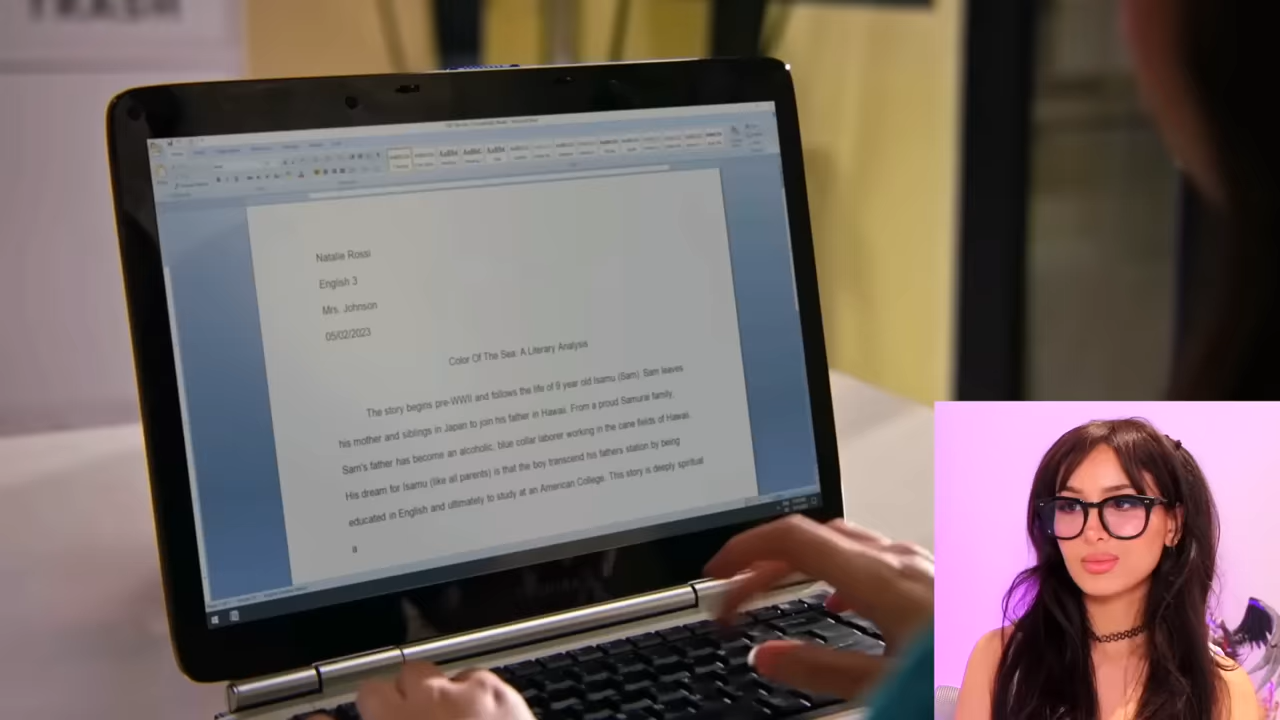 TRASH
Natalie Rossi
English 3
Mrs. Johnson
05/02/2023
Color Of The Sea: A Literary Analysis
The story begins pre-WWII and follows the life of 9 year old Isamu (Sam). Sam leaves
his mother and siblings in Japan to join his father in Hawaii. From a proud Samurai family,
Sam's father has become an alcoholic, blue collar laborer working in the cane fields of Hawaii.
His dream for Isamu (like all parents) is that the boy transcend his fathers station by being
educated in English and ultimately to study at an American College. This story is deeply spiritual
a